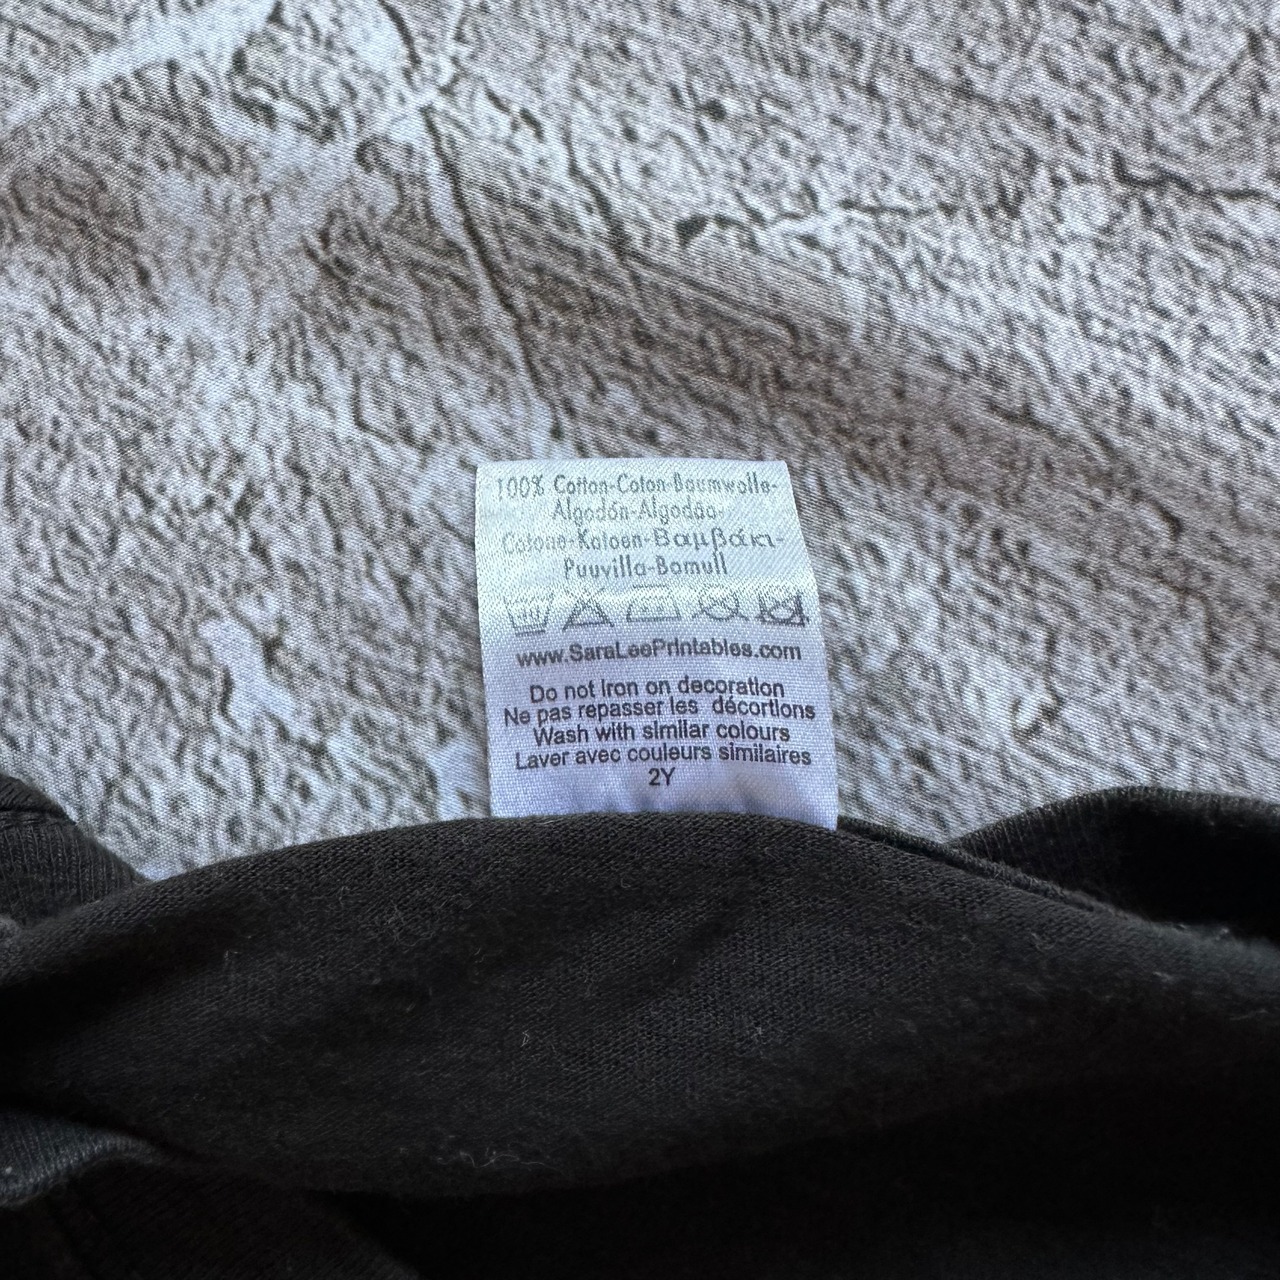 100% Cotton-Coton-Baumwolle-
Algodón-Algodão-
Cotone-Katoen-Βαμβάκι-
Puuvilla-Bomull
www.SaraLeePrintables.com
Do not iron on decoration
Ne pas repasser les décortions
Wash with similar colours
Laver avec couleurs similaires
2Y